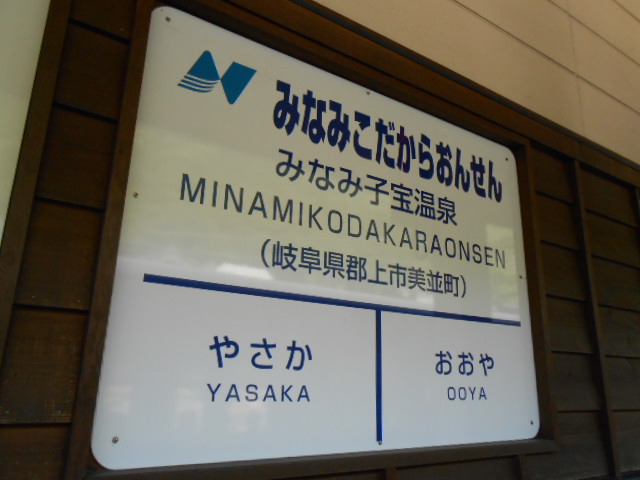 みなみこだからおんせん
みなみ子宝温泉
MINAMIKODAKARAONSEN
(岐阜県郡上市美並町)
やさか
YASAKA
おおや
OOYA